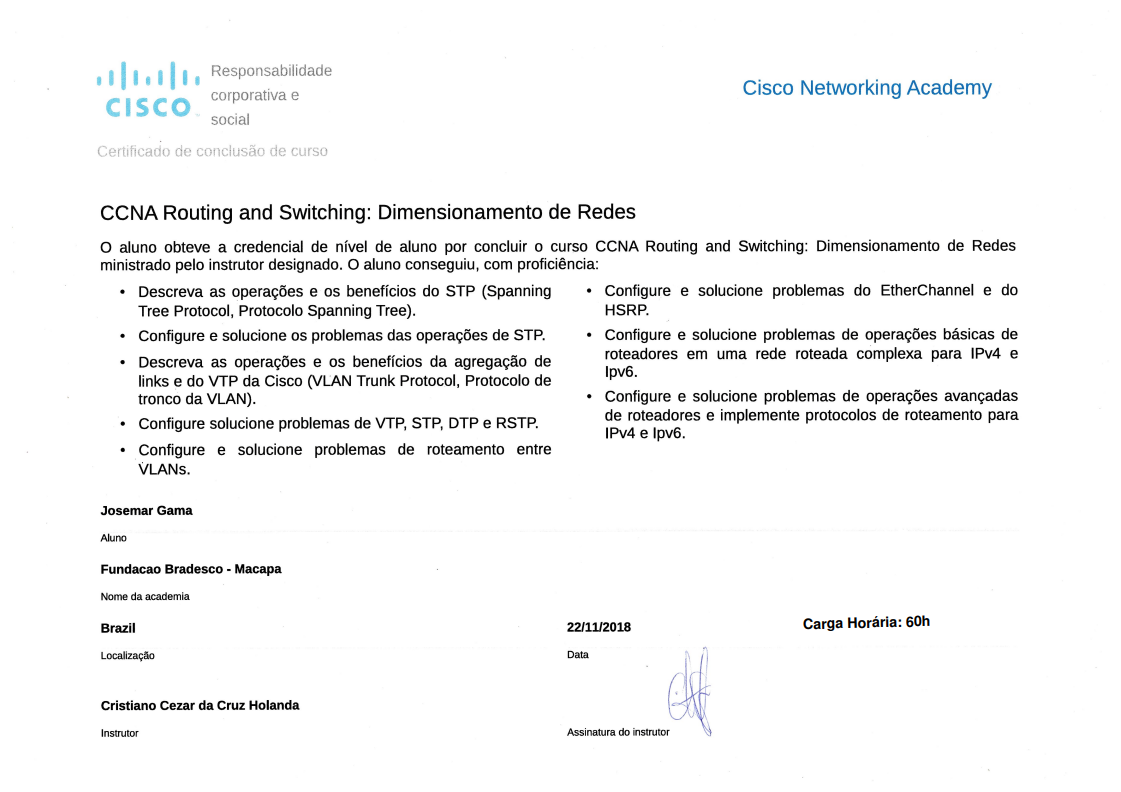 CISCO
Responsabilidade
corporativa e
social
Cisco Networking Academy
Certificado de conclusão de curso
CCNA Routing and Switching: Dimensionamento de Redes
O aluno obteve a credencial de nível de aluno por concluir o curso CCNA Routing and Switching: Dimensionamento de Redes
ministrado pelo instrutor designado. O aluno conseguiu, com proficiência:
• Descreva as operações e os benefícios do STP (Spanning
Tree Protocol, Protocolo Spanning Tree).
• Configure e solucione os problemas das operações de STP.
• Descreva as operações e os benefícios da agregação de
links e do VTP da Cisco (VLAN Trunk Protocol, Protocolo de
tronco da VLAN).
• Configure solucione problemas de VTP, STP, DTP e RSTP.
• Configure e solucione problemas de roteamento entre
VLANs.
• Configure e solucione problemas do EtherChannel e do
HSRP.
• Configure e solucione problemas de operações básicas de
roteadores em uma rede roteada complexa para IPv4 e
Ipv6.
• Configure e solucione problemas de operações avançadas
de roteadores e implemente protocolos de roteamento para
IPv4 e Ipv6.
Josemar Gama
Aluno
Fundacao Bradesco - Macapa
Nome da academia
Brazil
Localização
22/11/2018
Data
Carga Horária: 60h
Cristiano Cezar da Cruz Holanda
Instrutor
Assinatura do instrutor